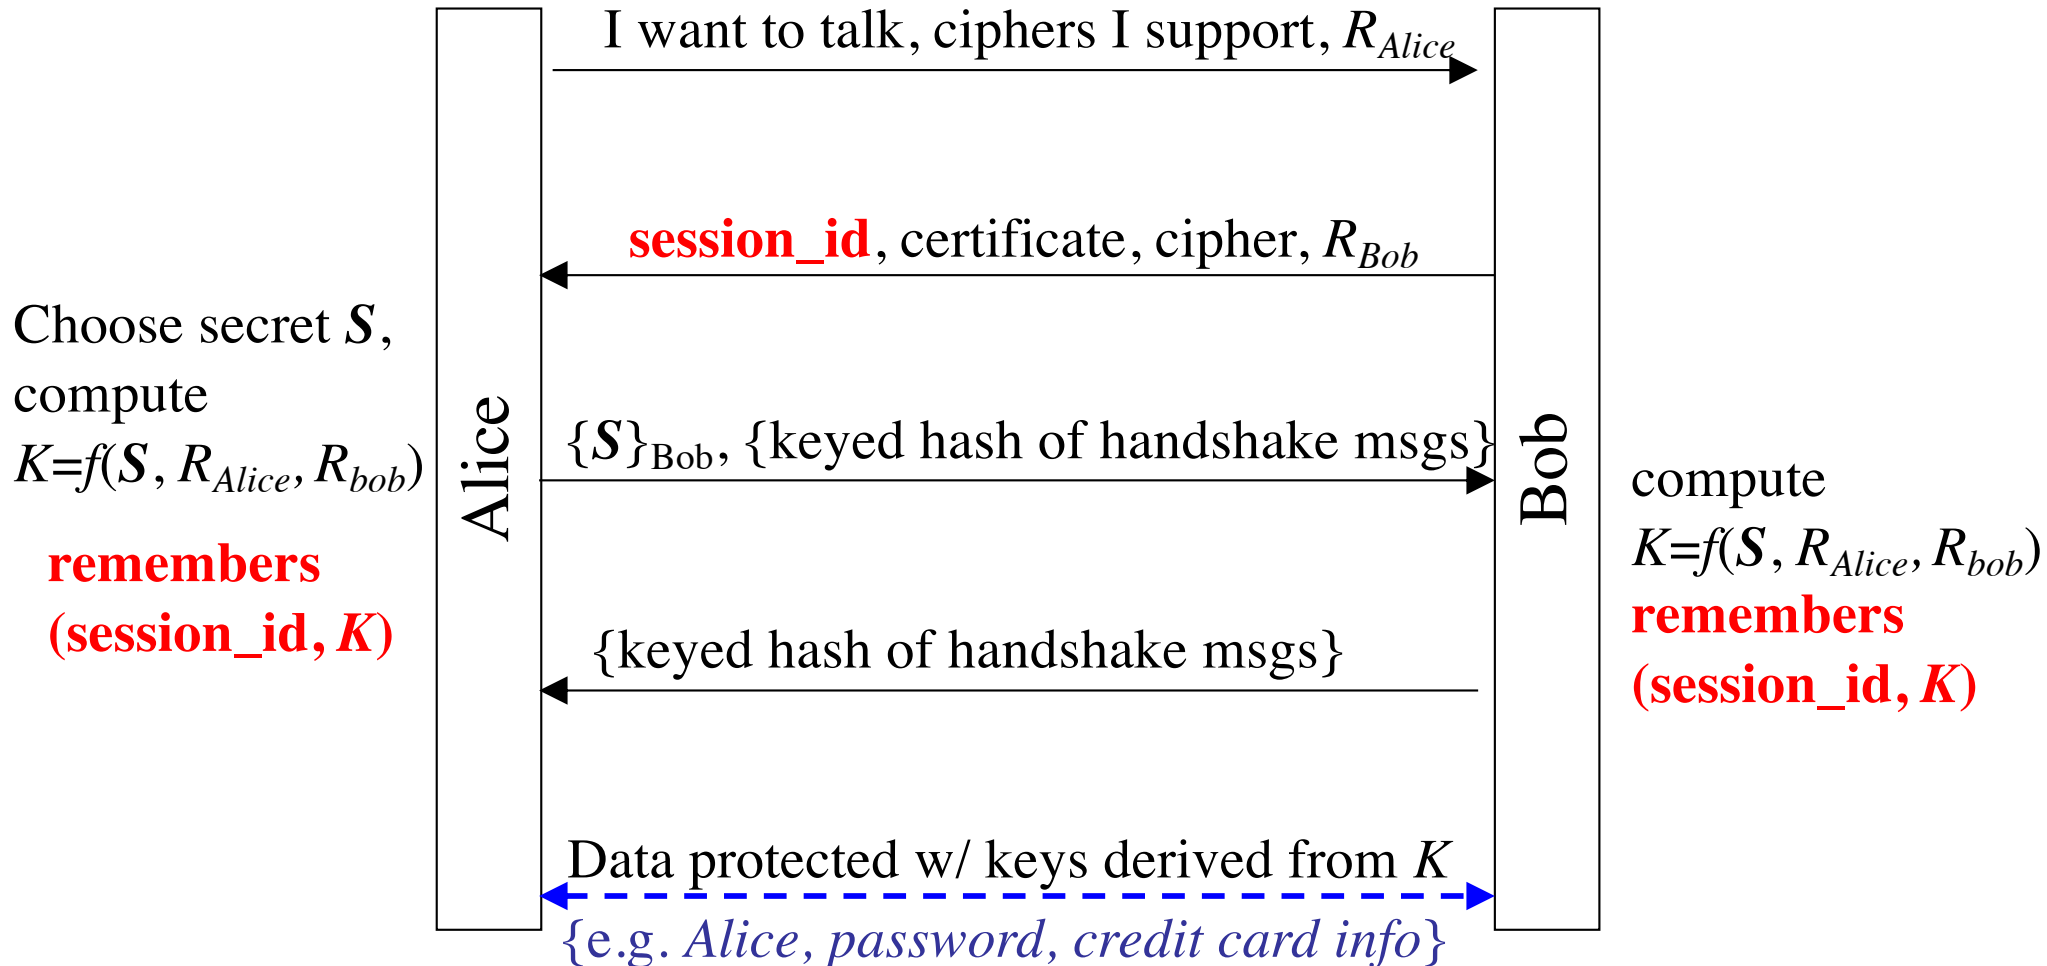 I want to talk, ciphers I support, R_Alice
session_id, certificate, cipher, R_Bob
Choose secret S,
compute
K=f(S, R_Alice, R_bob)
remembers
(session_id, K)
Alice
{S}_Bob, {keyed hash of handshake msgs}
Bob
compute
K=f(S, R_Alice, R_bob)
remembers
(session_id, K)
{keyed hash of handshake msgs}
Data protected w/ keys derived from K
{e.g. Alice, password, credit card info}